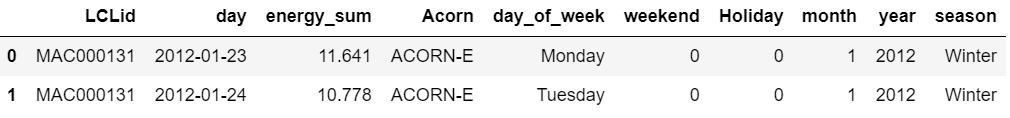 LCLid day energy_sum Acorn day_of_week weekend Holiday month year season
0 MAC000131 2012-01-23 11.641 ACORN-E Monday 0 0 1 2012 Winter
1 MAC000131 2012-01-24 10.778 ACORN-E Tuesday 0 0 1 2012 Winter